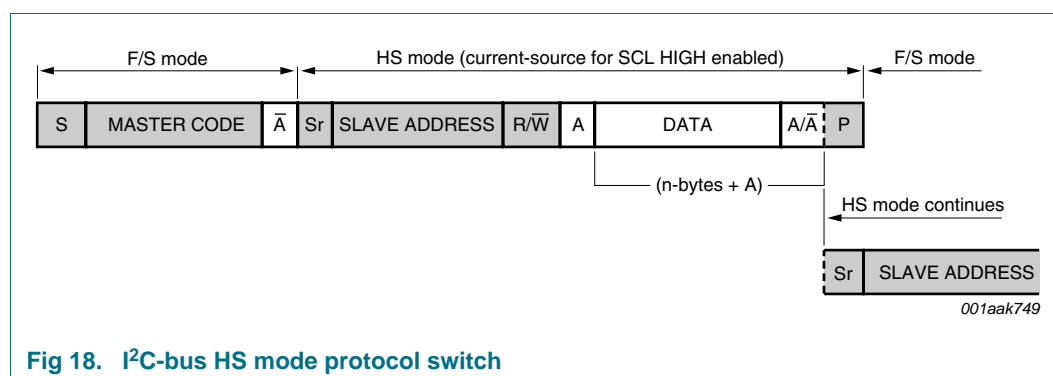 F/S mode
HS mode (current-source for SCL HIGH enabled)
F/S mode
S
MASTER CODE
A̅
Sr
SLAVE ADDRESS
R/W̅
A
DATA
A/A̅
P
(n-bytes + A)
HS mode continues
Sr
SLAVE ADDRESS
001aak749
Fig 18. I²C-bus HS mode protocol switch